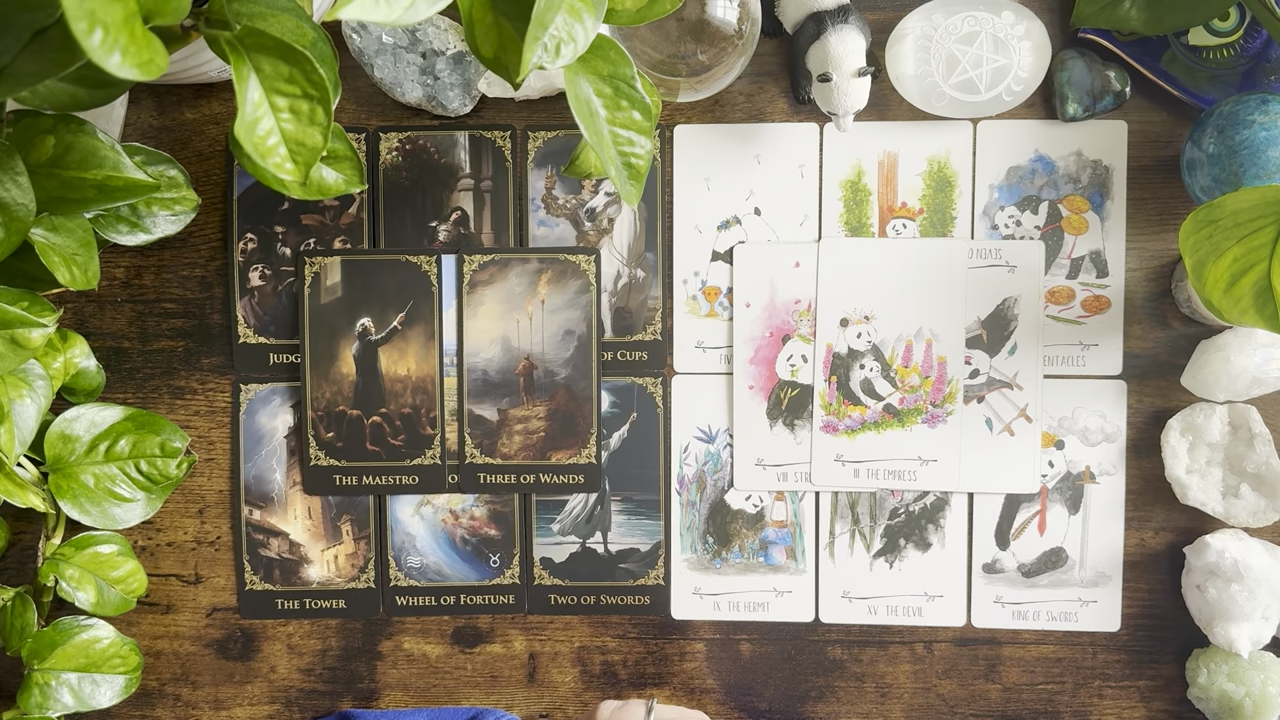 JUDG
OF CUPS
THE MAESTRO
O
THREE OF WANDS
THE TOWER
WHEEL OF FORTUNE
TWO OF SWORDS
FIV
ENTACLES
SEVEN O
VIII STR
III THE EMPRESS
IX THE HERMIT
XV THE DEVIL
KING OF SWORDS